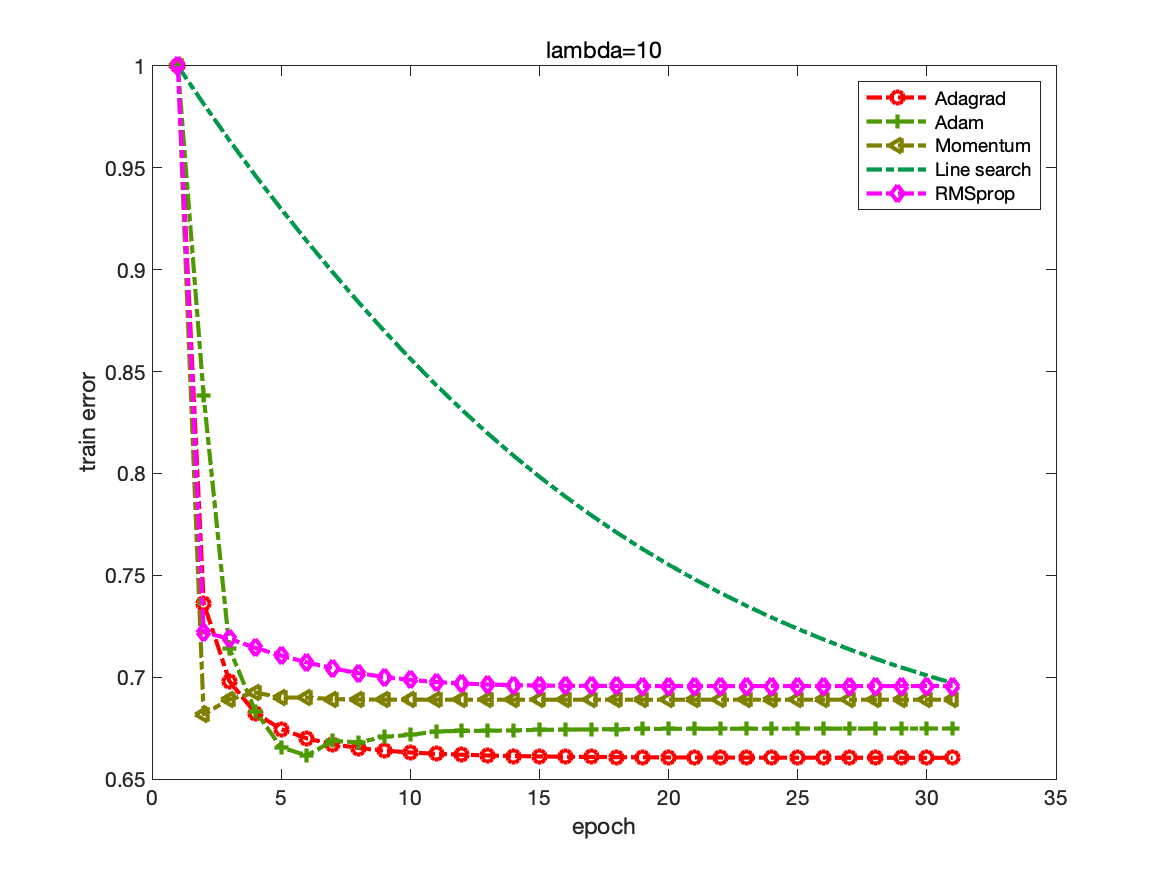 lambda=10
1
0.95
0.9
0.85
0.8
0.75
0.7
0.65
train error
Adagrad
Adam
Momentum
Line search
RMSprop
0 5 10 15 20 25 30 35
epoch